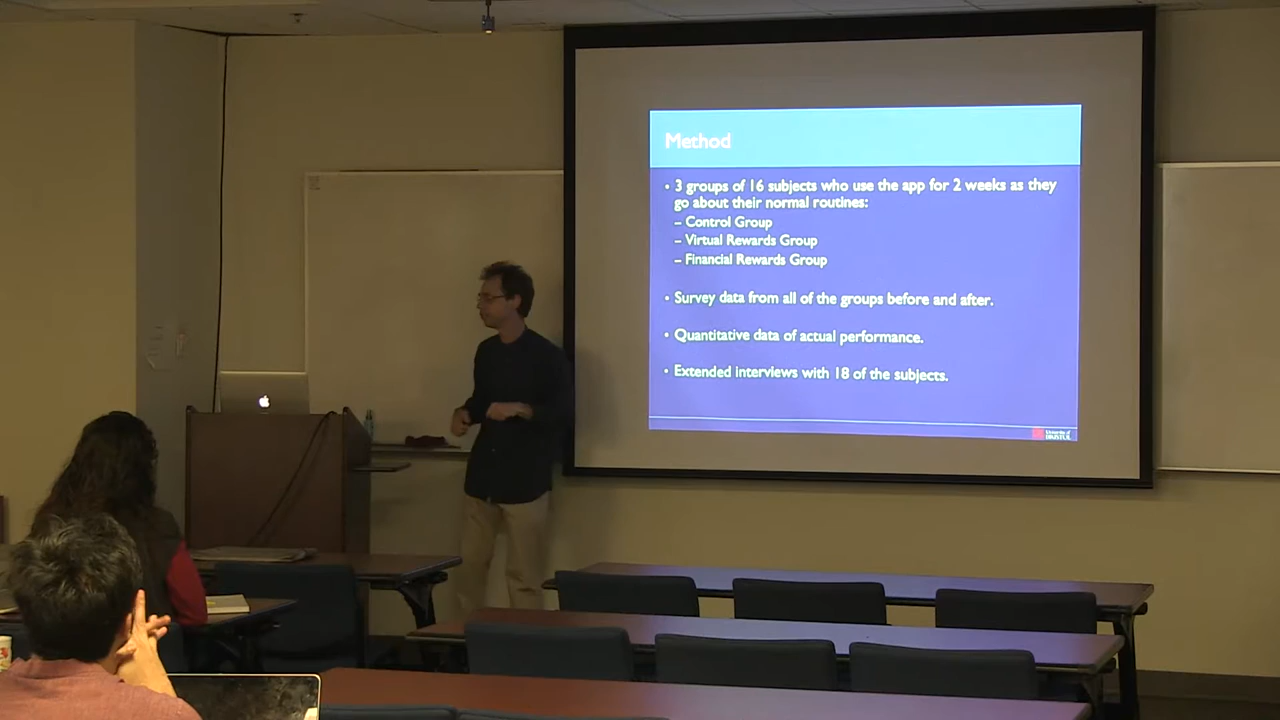 Method
• 3 groups of 16 subjects who use the app for 2 weeks as they
go about their normal routines:
– Control Group
– Virtual Rewards Group
– Financial Rewards Group
• Survey data from all of the groups before and after.
• Quantitative data of actual performance.
• Extended interviews with 18 of the subjects.
University of